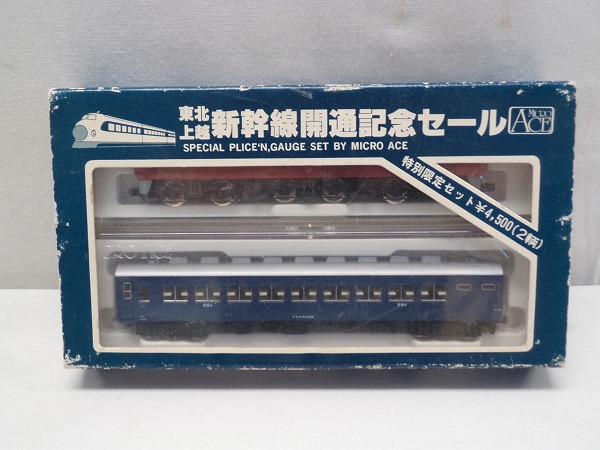 東北
上越
新幹線開通記念セール
MICRO
ACE
SPECIAL PLICE'N,GAUGE SET BY MICRO ACE
特別限定セット¥4,500(2輌)